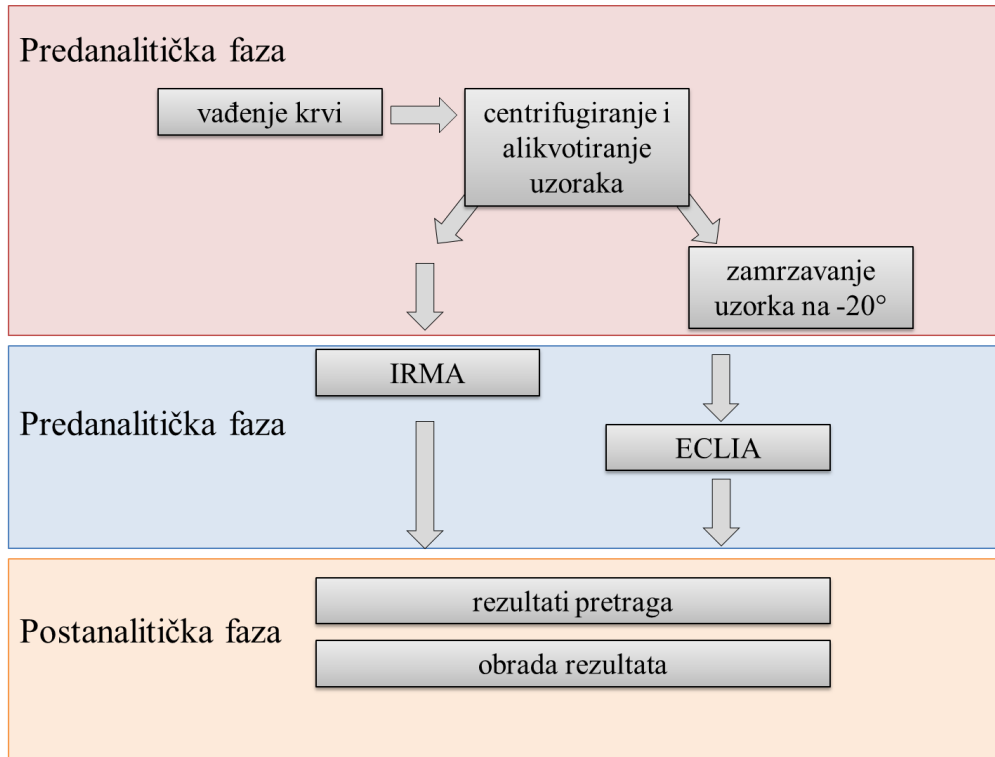 Predanalitička faza
vađenje krvi
centrifugiranje i
alikvotiranje
uzoraka
zamrzavanje
uzorka na -20°
IRMA
Predanalitička faza
ECLIA
rezultati pretraga
Postanalitička faza
obrada rezultata